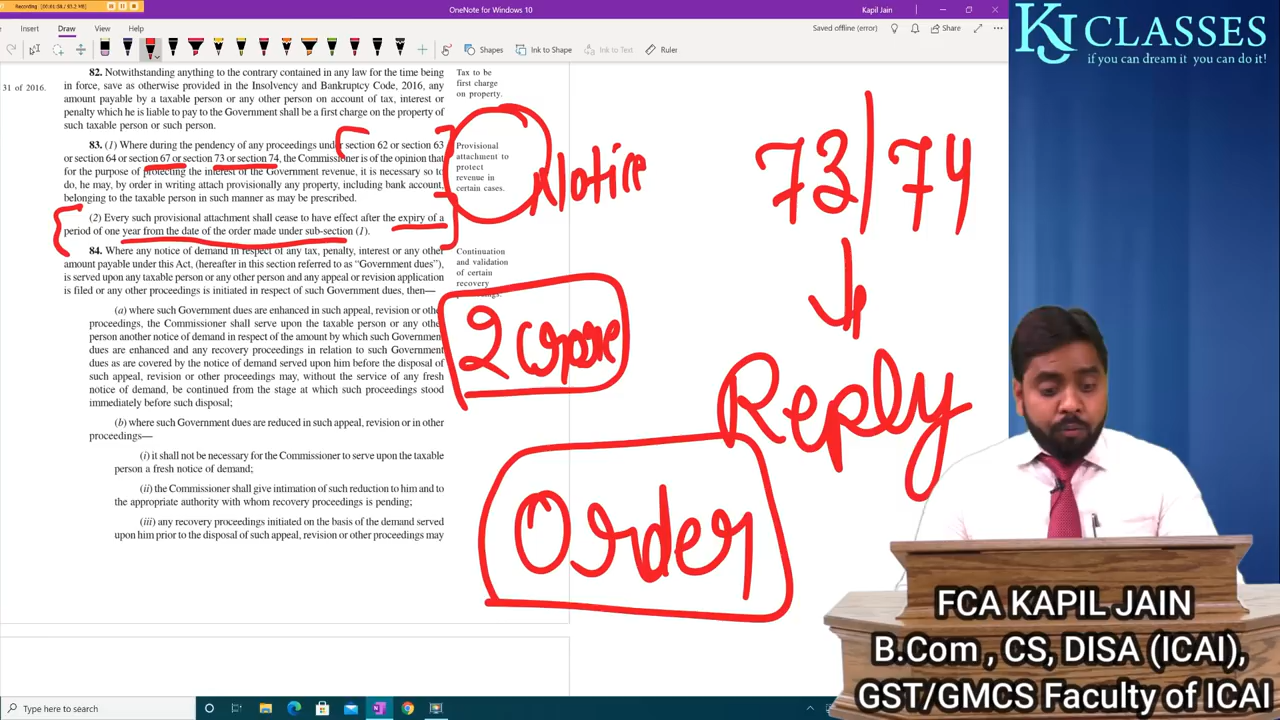 Recording [00:01:04 / 93.2 MB]
OneNote for Windows 10
Kapil Jain
Insert Draw View Help
Saved offline (error)
Shapes Ink to Shape Ink to Text Ruler
KJ CLASSES
if you can dream it you can do it!
31 of 2016.
82. Notwithstanding anything to the contrary contained in any law for the time being
in force, save as otherwise provided in the Insolvency and Bankruptcy Code, 2016, any
amount payable by a taxable person or any other person on account of tax, interest or
penalty which he is liable to pay to the Government shall be a first charge on the property of
such taxable person or such person.
Tax to be
first charge
on property.
83. (1) Where during the pendency of any proceedings under section 62 or section 63
or section 64 or section 67 or section 73 or section 74, the Commissioner is of the opinion that
for the purpose of protecting the interest of the Government revenue, it is necessary so to
do, he may, by order in writing attach provisionally any property, including bank account,
belonging to the taxable person in such manner as may be prescribed.
Provisional
attachment to
protect
revenue in
certain cases.
(2) Every such provisional attachment shall cease to have effect after the expiry of a
period of one year from the date of the order made under sub-section (1).
84. Where any notice of demand in respect of any tax, penalty, interest or any other
amount payable under this Act, (hereafter in this section referred to as “Government dues”),
is served upon any taxable person or any other person and any appeal or revision application
is filed or any other proceedings is initiated in respect of such Government dues, then—
Continuation
and validation
of certain
recovery
(a) where such Government dues are enhanced in such appeal, revision or other
proceedings, the Commissioner shall serve upon the taxable person or any other
person another notice of demand in respect of the amount by which such Government
dues are enhanced and any recovery proceedings in relation to such Government
dues as are covered by the notice of demand served upon him before the disposal of
such appeal, revision or other proceedings may, without the service of any fresh
notice of demand, be continued from the stage at which such proceedings stood
immediately before such disposal;
(b) where such Government dues are reduced in such appeal, revision or in other
proceedings—
(i) it shall not be necessary for the Commissioner to serve upon the taxable
person a fresh notice of demand;
(ii) the Commissioner shall give intimation of such reduction to him and to
the appropriate authority with whom recovery proceedings is pending;
(iii) any recovery proceedings initiated on the basis of the demand served
upon him prior to the disposal of such appeal, revision or other proceedings may
Notice
73/74
2 crore
Reply
Order
FCA KAPIL JAIN
B.Com , CS, DISA (ICAI),
GST/GMCS Faculty of ICAI
Type here to search